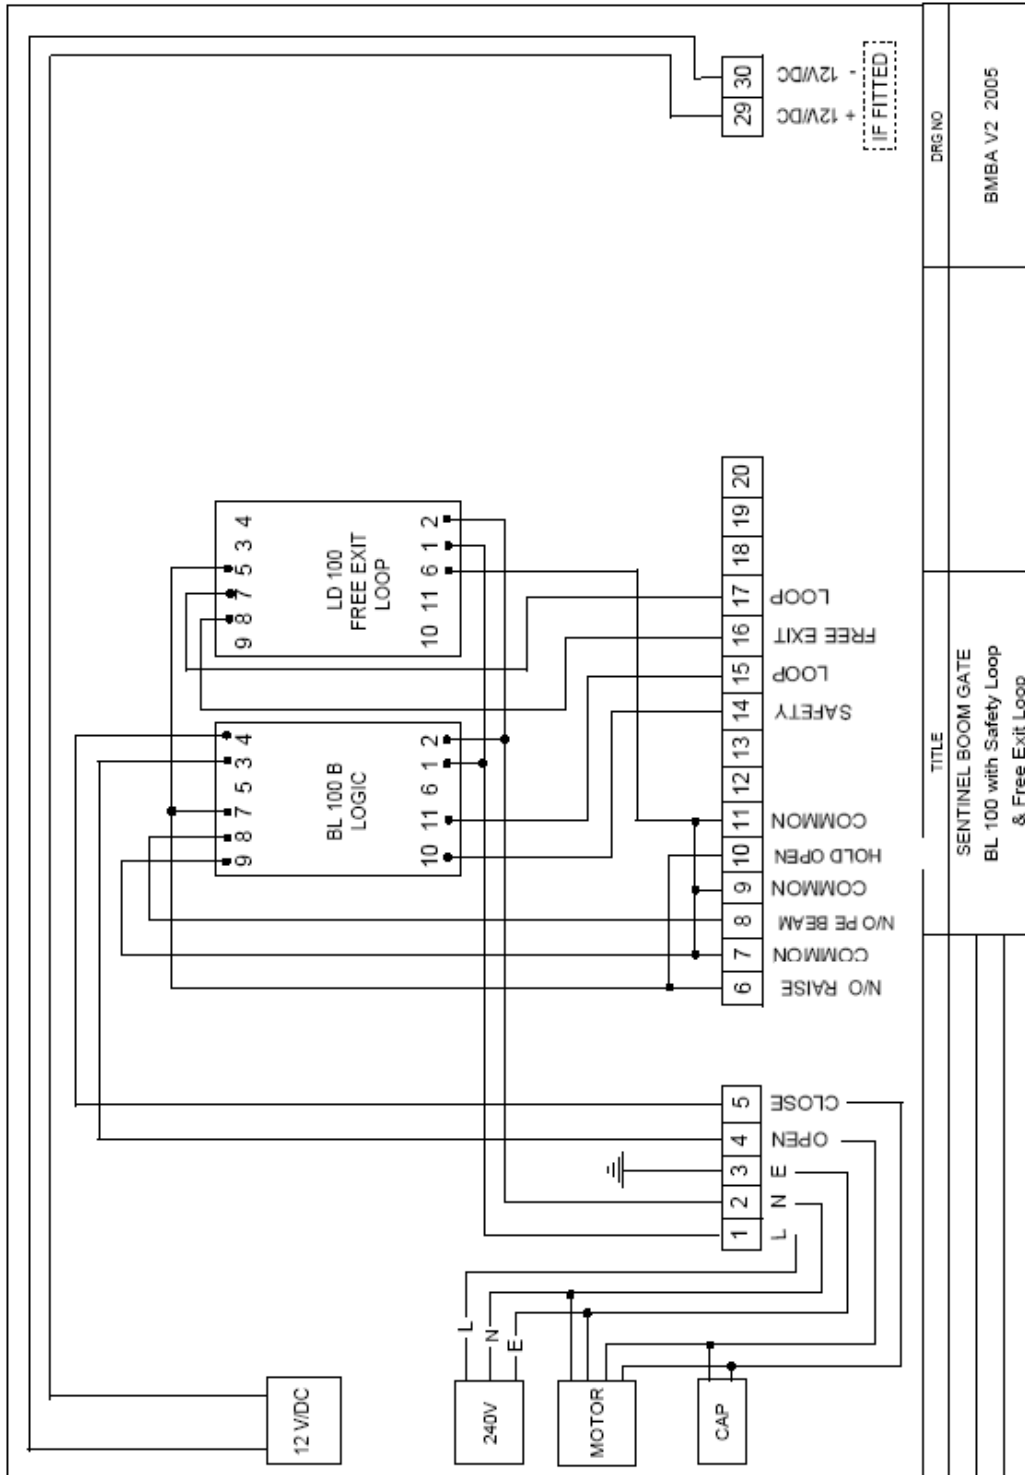 12 V/DC
240V
L
N
E
MOTOR
CAP
BL 100 B
LOGIC
9 8 7 5 3 4
10 11 6 1 2
LD 100
FREE EXIT
LOOP
9 8 7 5 3 4
10 11 6 1 2
1 2 3 4 5
L
N
E
OPEN
CLOSE
6 7 8 9 10 11 12 13 14 15 16 17 18 19 20
N/O RAISE
COMMON
N/O PE BEAM
COMMON
HOLD OPEN
COMMON
SAFETY
LOOP
FREE EXIT
LOOP
29 30
+ 12V/DC
- 12V/DC
IF FITTED
TITLE
SENTINEL BOOM GATE
BL 100 with Safety Loop
& Free Exit Loop
DRG NO
BMBA V2 2005